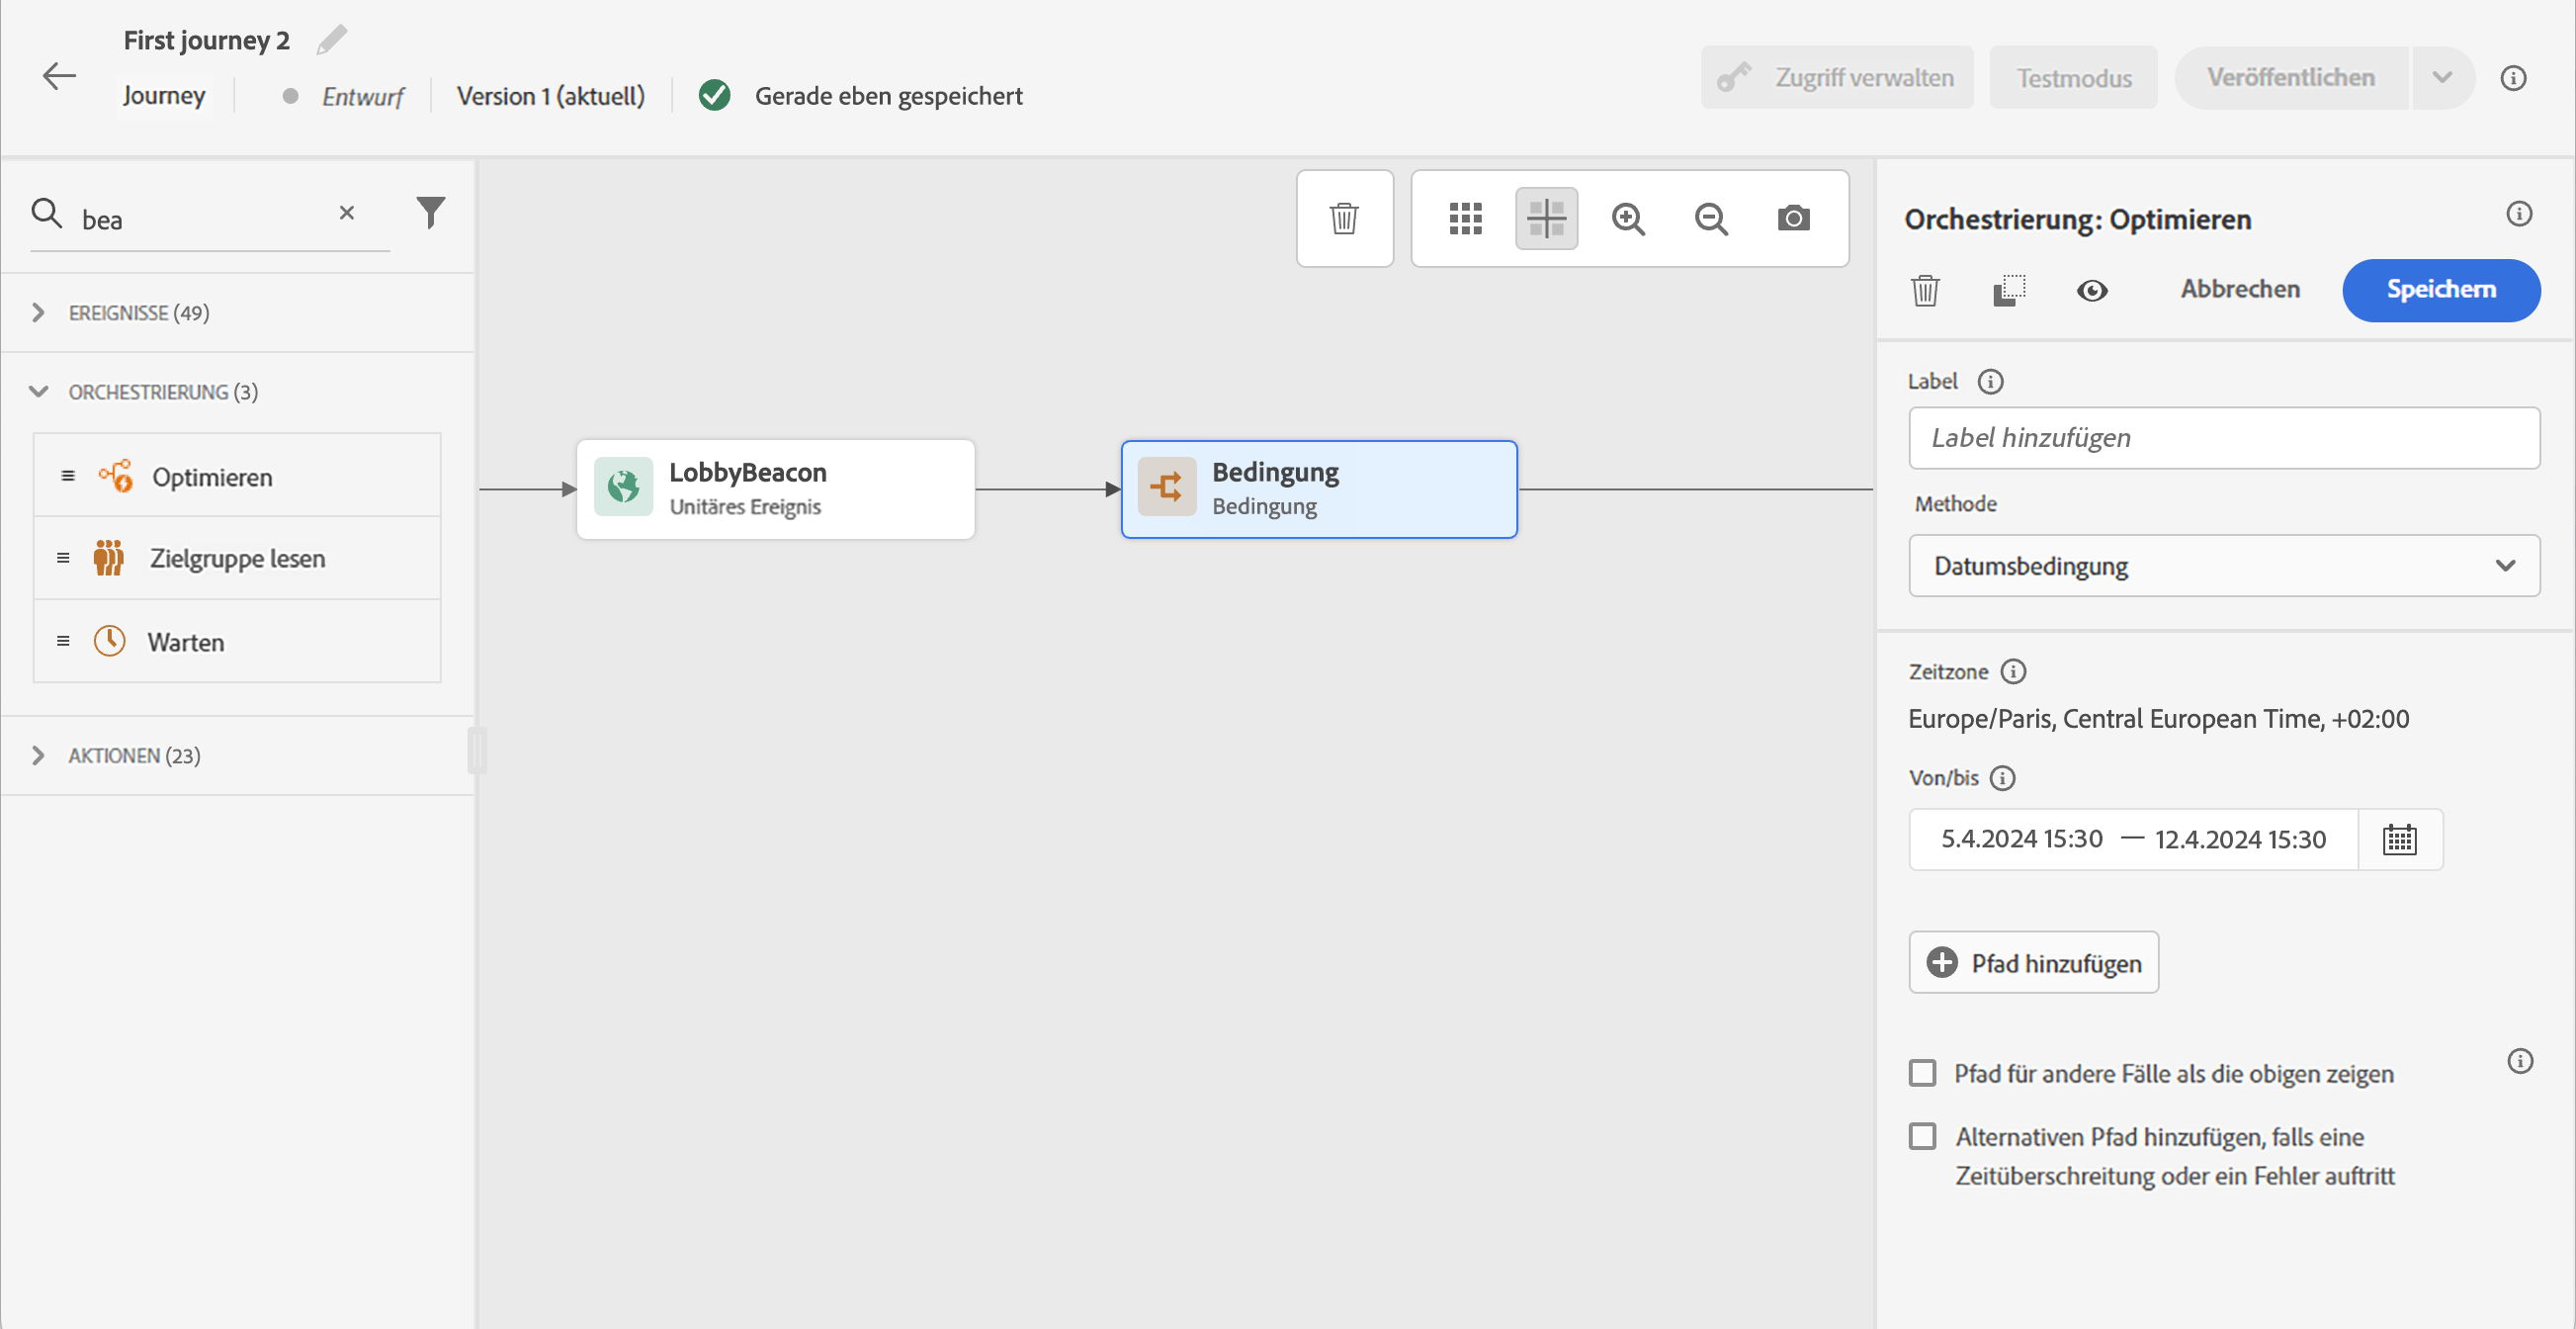 First journey 2
Journey
Entwurf
Version 1 (aktuell)
Gerade eben gespeichert
Zugriff verwalten
Testmodus
Veröffentlichen
bea
EREIGNISSE (49)
ORCHESTRIERUNG (3)
Optimieren
Zielgruppe lesen
Warten
AKTIONEN (23)
LobbyBeacon
Unitäres Ereignis
Bedingung
Bedingung
Orchestrierung: Optimieren
Abbrechen
Speichern
Label
Label hinzufügen
Methode
Datumsbedingung
Zeitzone
Europe/Paris, Central European Time, +02:00
Von/bis
5.4.2024 15:30 — 12.4.2024 15:30
Pfad hinzufügen
Pfad für andere Fälle als die obigen zeigen
Alternativen Pfad hinzufügen, falls eine
Zeitüberschreitung oder ein Fehler auftritt